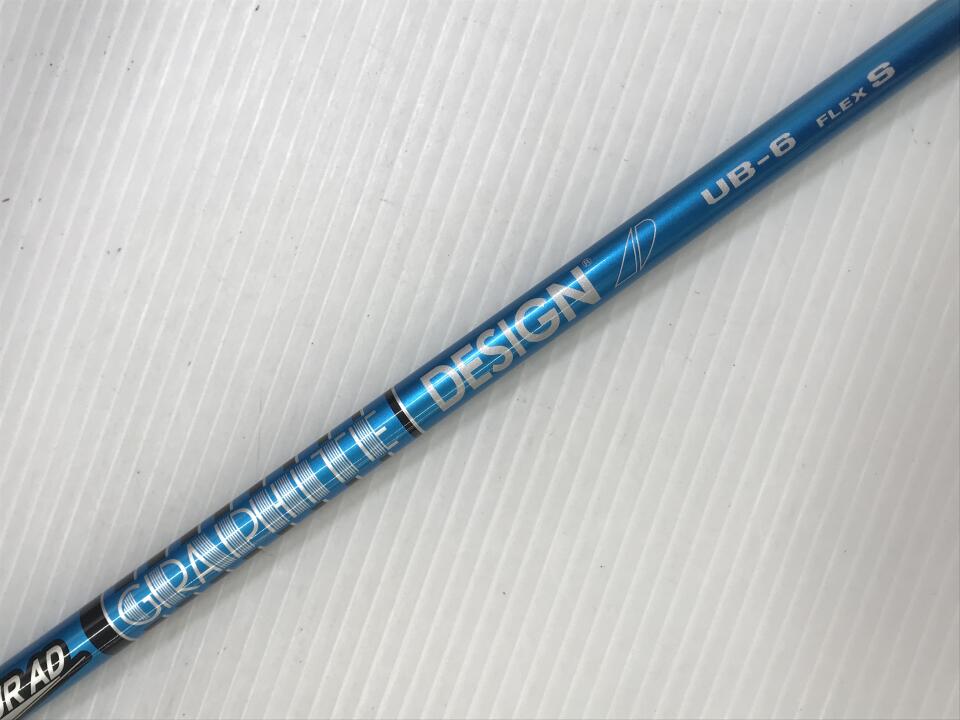 UR AD
GRAPHITE
DESIGN®
UB-6 FLEX S